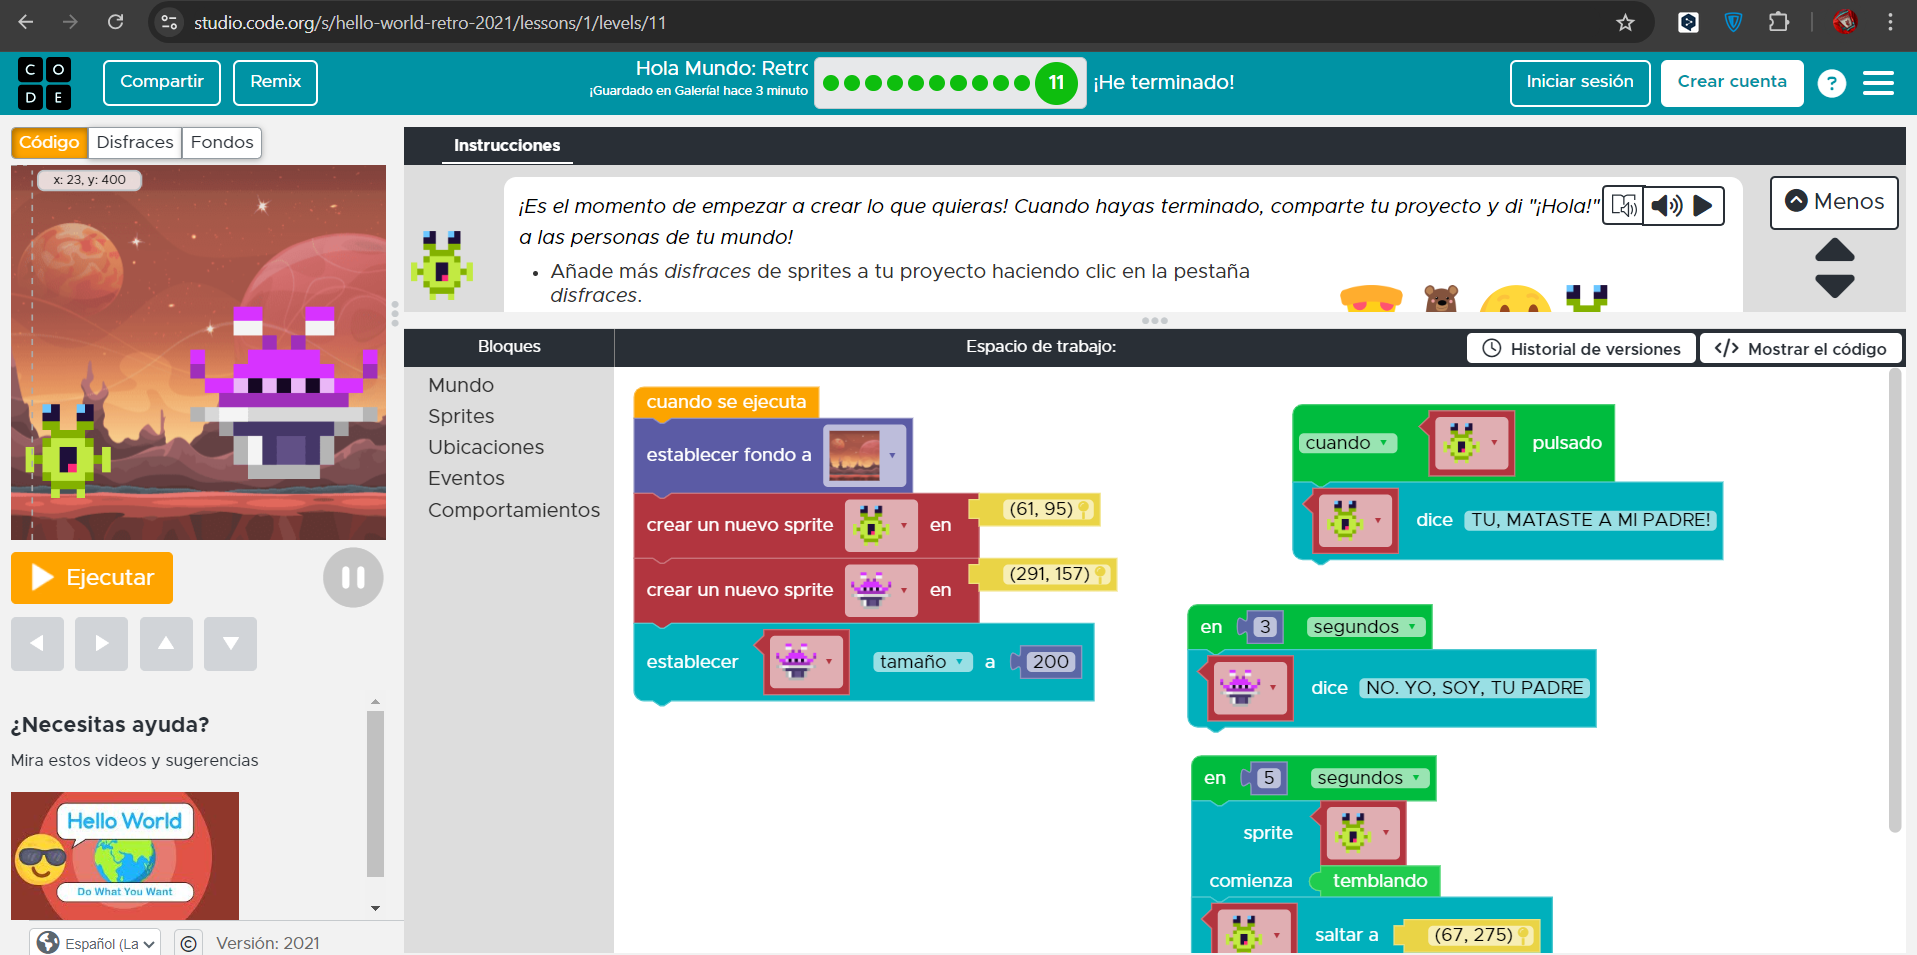 studio.code.org/s/hello-world-retro-2021/lessons/1/levels/11
C O
D E
Compartir
Remix
Hola Mundo: Retro
¡Guardado en Galería! hace 3 minuto
11
¡He terminado!
Iniciar sesión
Crear cuenta
?
Código
Disfraces
Fondos
x: 23, y: 400
Instrucciones
¡Es el momento de empezar a crear lo que quieras! Cuando hayas terminado, comparte tu proyecto y di "¡Hola!"
a las personas de tu mundo!
• Añade más disfraces de sprites a tu proyecto haciendo clic en la pestaña
disfraces.
Menos
Bloques
Espacio de trabajo:
Historial de versiones
</> Mostrar el código
Mundo
Sprites
Ubicaciones
Eventos
Comportamientos
cuando se ejecuta
establecer fondo a
crear un nuevo sprite en (61, 95)
crear un nuevo sprite en (291, 157)
establecer tamaño a 200
cuando pulsado
dice TU, MATASTE A MI PADRE!
en 3 segundos
dice NO. YO, SOY, TU PADRE
en 5 segundos
sprite
comienza temblando
saltar a (67, 275)
Ejecutar
¿Necesitas ayuda?
Mira estos videos y sugerencias
Hello World
Do What You Want
Español (La
©
Versión: 2021